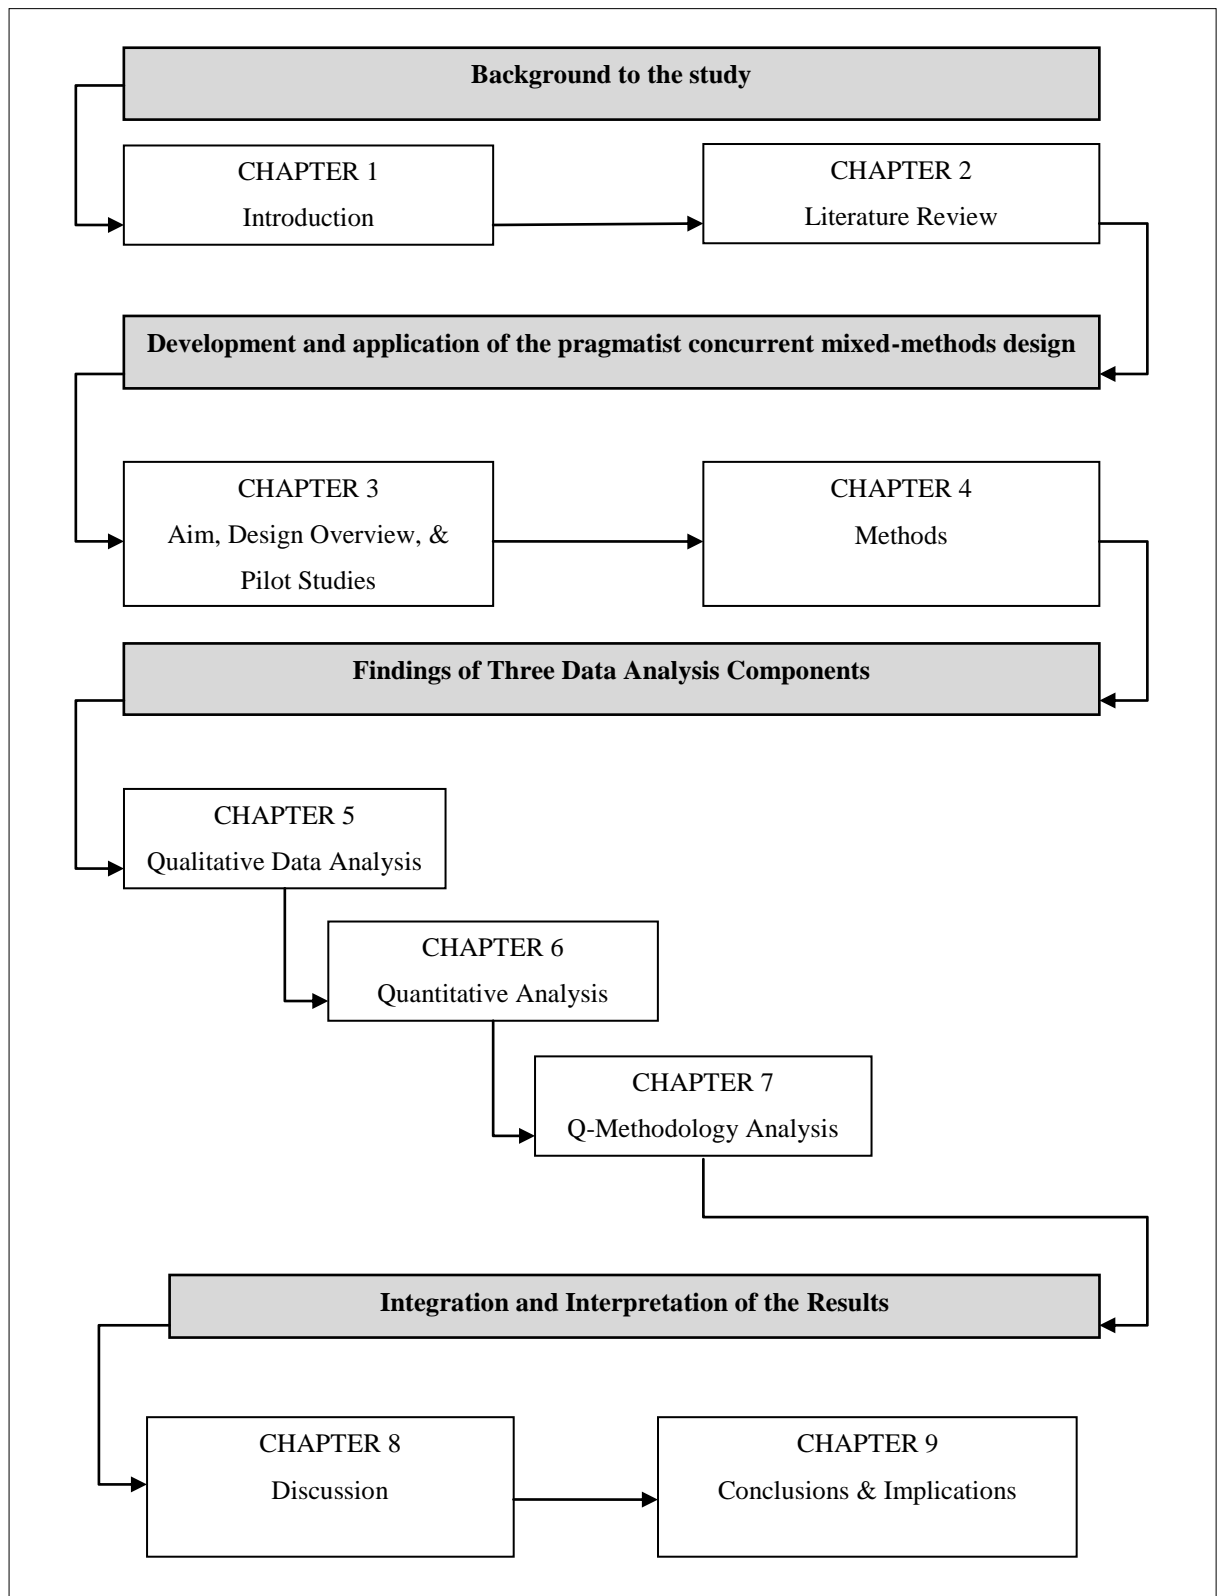 Background to the study
CHAPTER 1
Introduction
CHAPTER 2
Literature Review
Development and application of the pragmatist concurrent mixed-methods design
CHAPTER 3
Aim, Design Overview, &
Pilot Studies
CHAPTER 4
Methods
Findings of Three Data Analysis Components
CHAPTER 5
Qualitative Data Analysis
CHAPTER 6
Quantitative Analysis
CHAPTER 7
Q-Methodology Analysis
Integration and Interpretation of the Results
CHAPTER 8
Discussion
CHAPTER 9
Conclusions & Implications